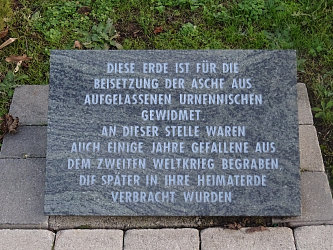 DIESE ERDE IST FÜR DIE
BEISETZUNG DER ASCHE AUS
AUFGELASSENEN URNENNISCHEN
GEWIDMET.
AN DIESER STELLE WAREN
AUCH EINIGE JAHRE GEFALLENE AUS
DEM ZWEITEN WELTKRIEG BEGRABEN,
DIE SPÄTER IN IHRE HEIMATERDE
VERBRACHT WURDEN.